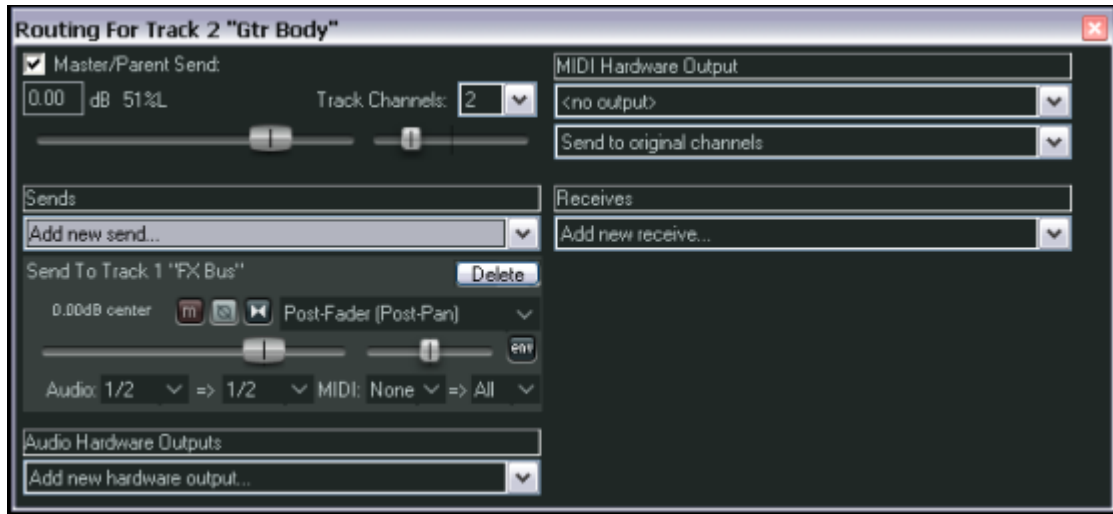 Routing For Track 2 "Gtr Body"
Master/Parent Send:
0.00 dB 51%L Track Channels: 2
MIDI Hardware Output
<no output>
Send to original channels
Sends
Add new send...
Receives
Add new receive...
Send To Track 1 "FX Bus" Delete
0.00dB center m Post-Fader (Post-Pan)
env
Audio: 1/2 => 1/2 MIDI: None => All
Audio Hardware Outputs
Add new hardware output...